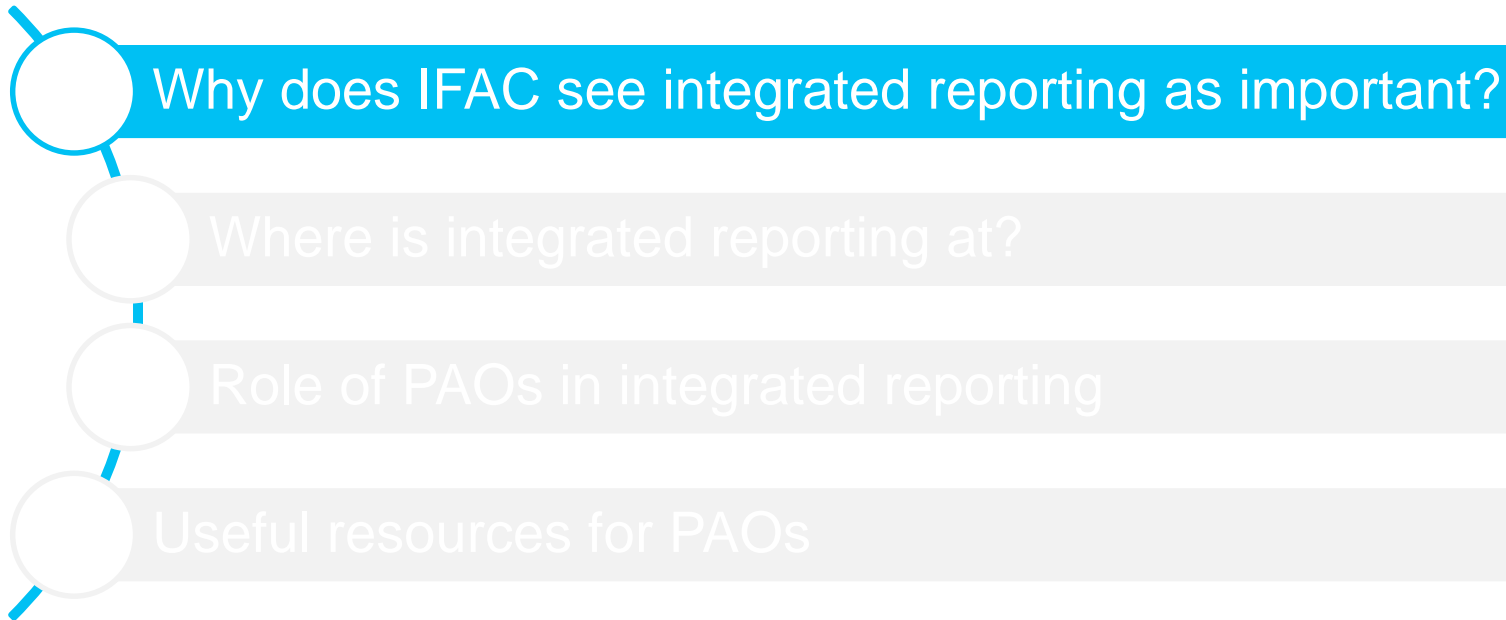 Why does IFAC see integrated reporting as important?
Where is integrated reporting at?
Role of PAOs in integrated reporting
Useful resources for PAOs